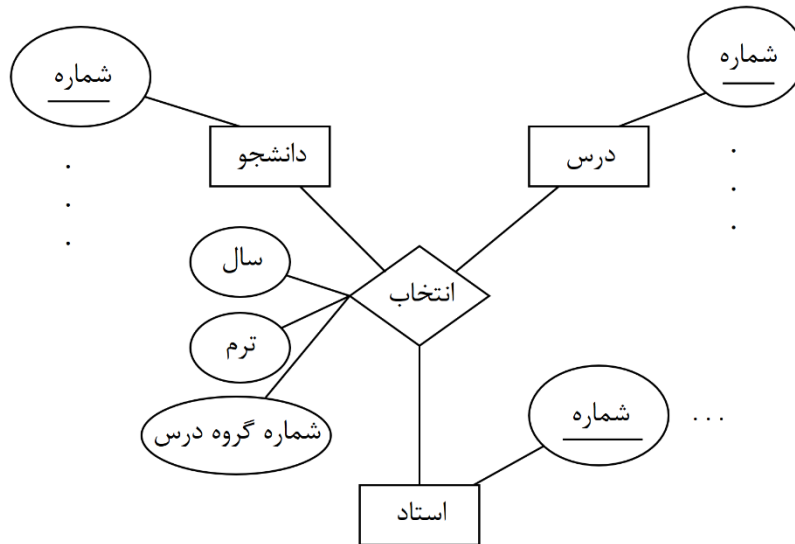 شماره
شماره
درس
دانشجو
سال
انتخاب
ترم
شماره
...
شماره گروه درس
استاد